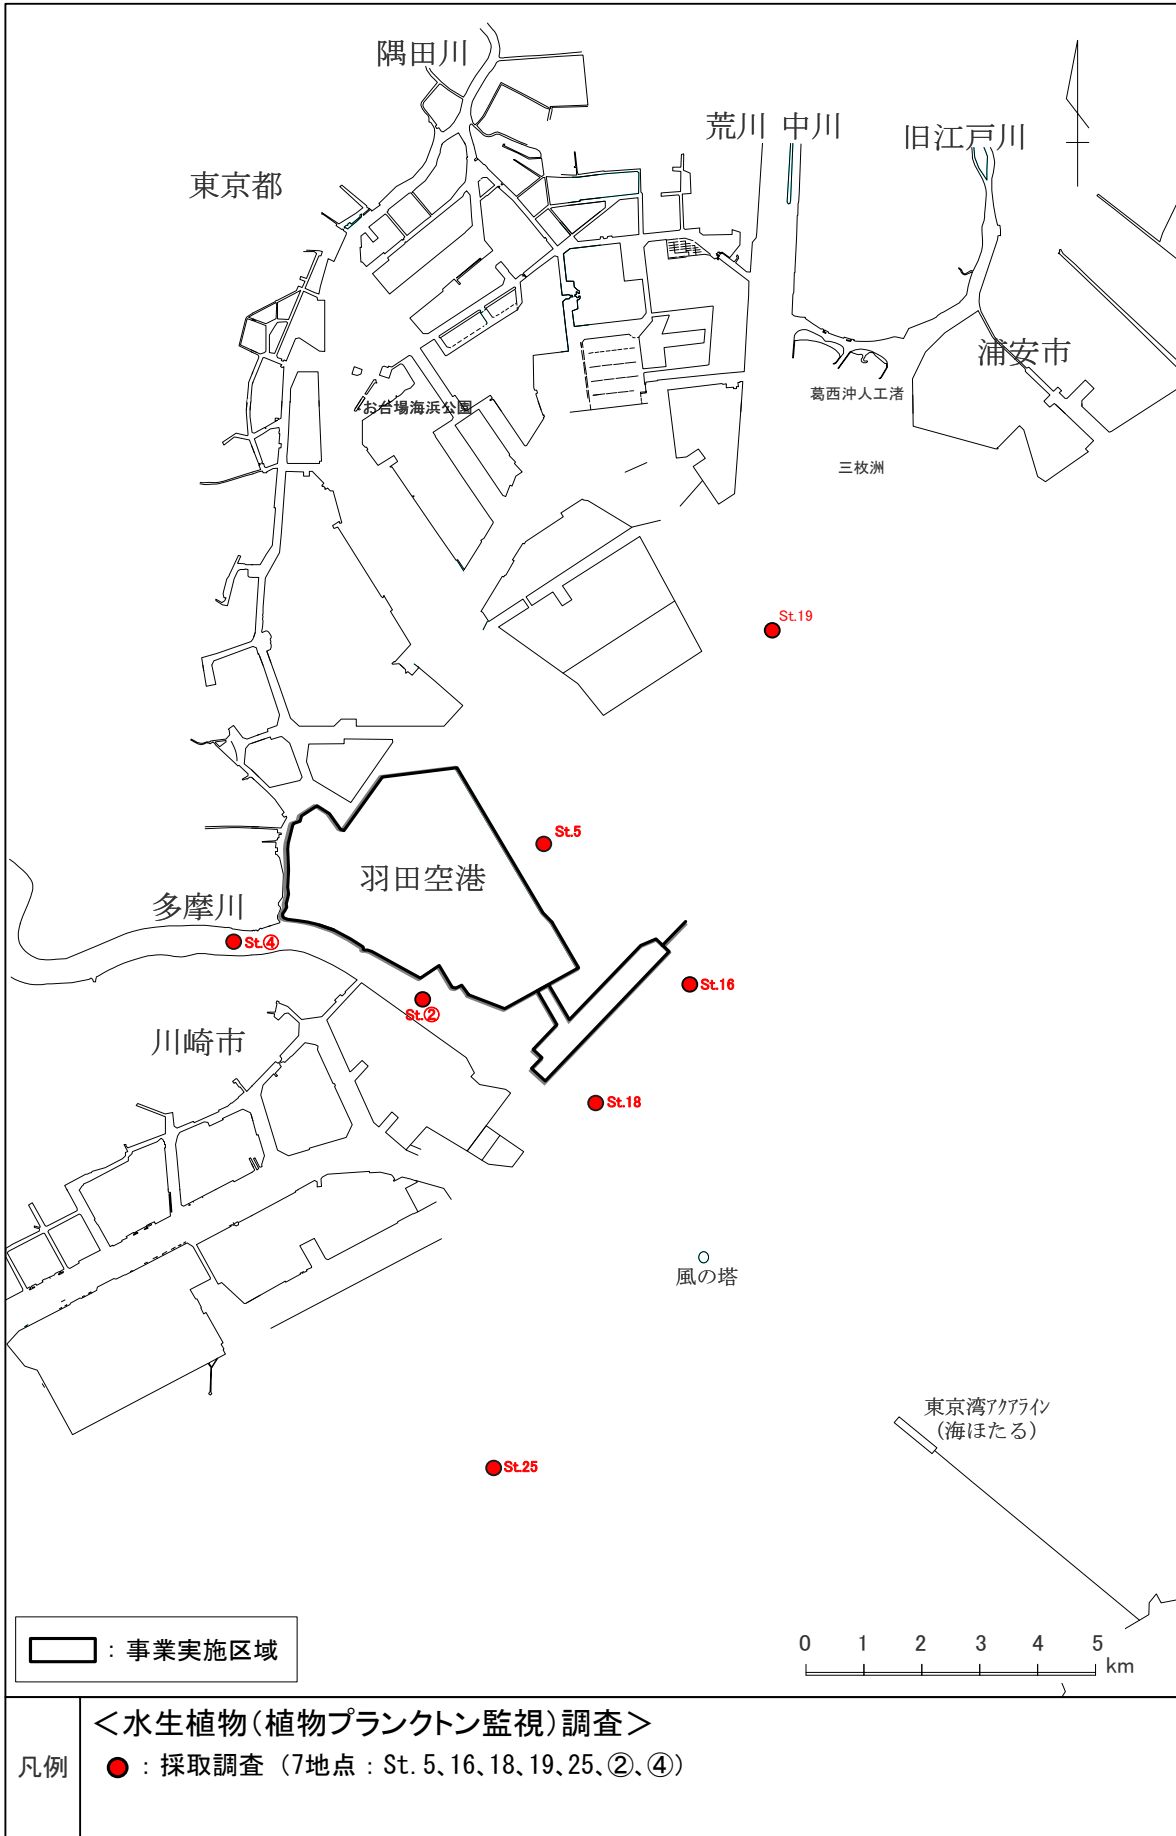 隅田川
荒川 中川
旧江戸川
東京都
浦安市
葛西沖人工渚
お台場海浜公園
三枚洲
St.19
St.5
羽田空港
多摩川
St.④
St.16
St.②
川崎市
St.18
風の塔
東京湾アクアライン
(海ほたる)
St.25
: 事業実施区域
0 1 2 3 4 5
km
凡例
<水生植物(植物プランクトン監視)調査>
: 採取調査 (7地点 : St. 5、16、18、19、25、②、④)